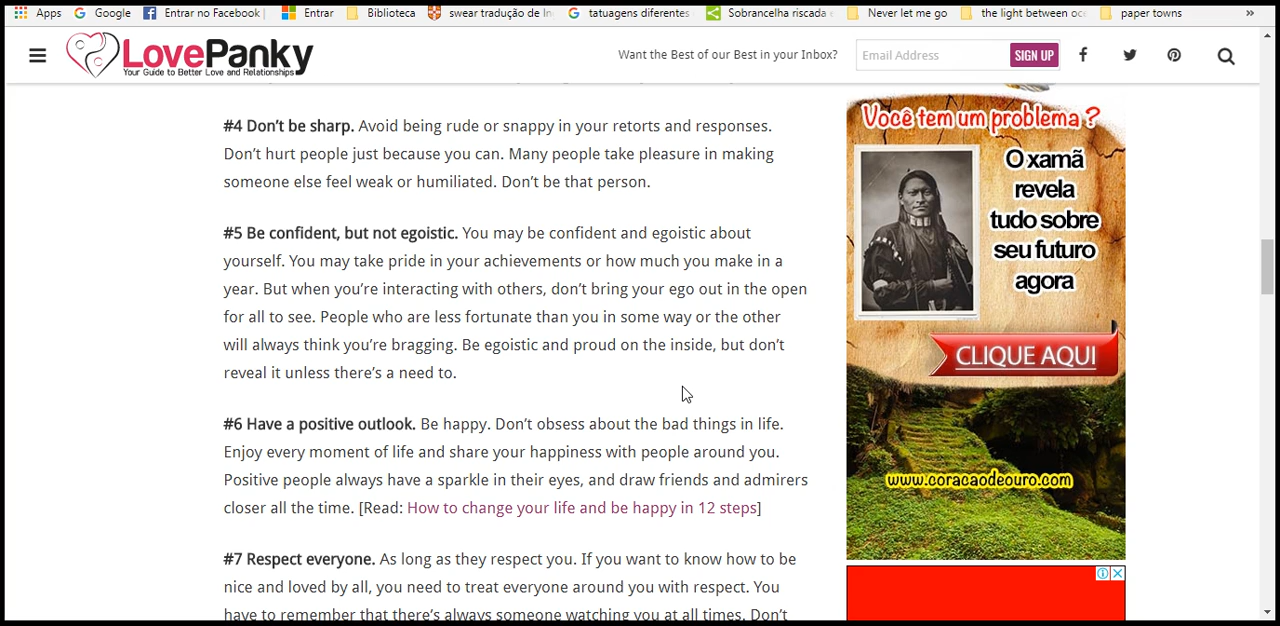 Apps Google Entrar no Facebook Entrar Biblioteca swear tradução de In tatuagens diferentes Sobrancelha riscada Never let me go the light between oce paper towns »
LovePanky
Your Guide to Better Love and Relationships
Want the Best of our Best in your Inbox? Email Address SIGN UP
#4 Don’t be sharp. Avoid being rude or snappy in your retorts and responses.
Don’t hurt people just because you can. Many people take pleasure in making
someone else feel weak or humiliated. Don’t be that person.
#5 Be confident, but not egoistic. You may be confident and egoistic about
yourself. You may take pride in your achievements or how much you make in a
year. But when you’re interacting with others, don’t bring your ego out in the open
for all to see. People who are less fortunate than you in some way or the other
will always think you’re bragging. Be egoistic and proud on the inside, but don’t
reveal it unless there’s a need to.
#6 Have a positive outlook. Be happy. Don’t obsess about the bad things in life.
Enjoy every moment of life and share your happiness with people around you.
Positive people always have a sparkle in their eyes, and draw friends and admirers
closer all the time. [Read: How to change your life and be happy in 12 steps]
#7 Respect everyone. As long as they respect you. If you want to know how to be
nice and loved by all, you need to treat everyone around you with respect. You
have to remember that there’s always someone watching you at all times. Don’t
Você tem um problema ?
O xamã
revela
tudo sobre
seu futuro
agora
CLIQUE AQUI
www.coracaodeouro.com